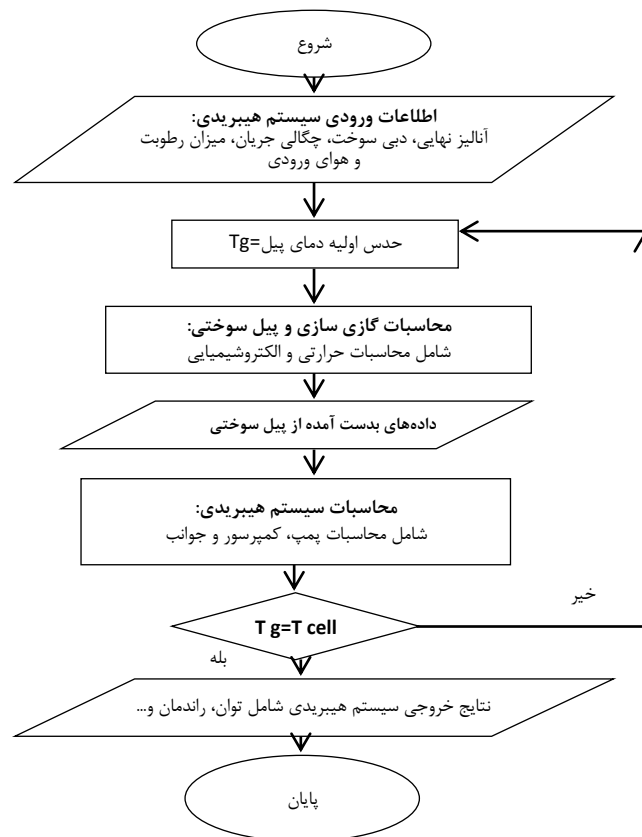 شروع
اطلاعات ورودی سیستم هیبریدی:
آنالیز نهایی، دبی سوخت، چگالی جریان، میزان رطوبت
و هوای ورودی
حدس اولیه دمای پیل=Tg
محاسبات گازی سازی و پیل سوختی:
شامل محاسبات حرارتی و الکتروشیمیایی
داده‌های بدست آمده از پیل سوختی
محاسبات سیستم هیبریدی:
شامل محاسبات پمپ، کمپرسور و جوانب
خیر
T g=T cell
بله
نتایج خروجی سیستم هیبریدی شامل توان، راندمان و...
پایان